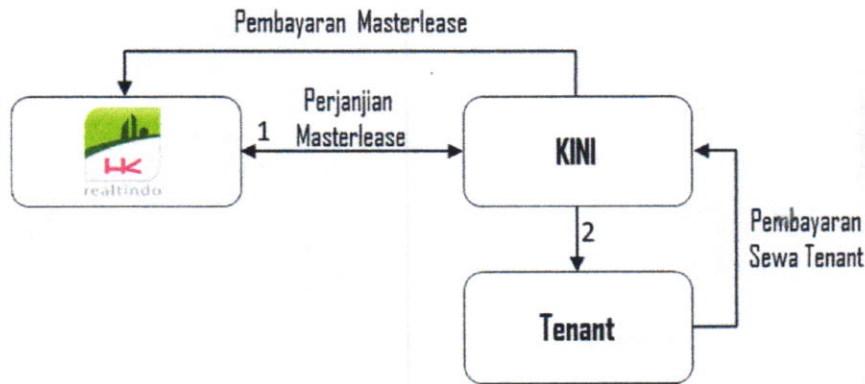 Pembayaran Masterlease
Perjanjian
Masterlease
1
HK
realtindo
KINI
2
Pembayaran
Sewa Tenant
Tenant